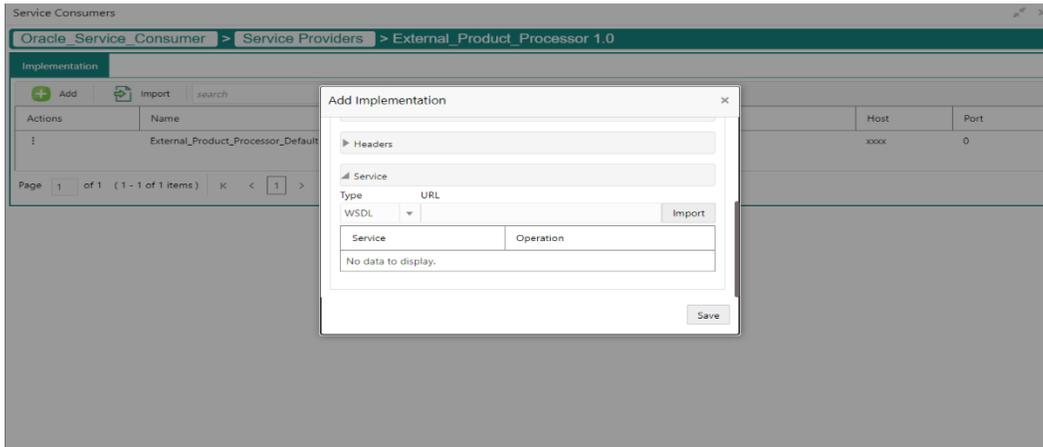 Service Consumers
Oracle_Service_Consumer > Service Providers > External_Product_Processor 1.0
Implementation
Add Import search
Actions Name Host Port
External_Product_Processor_Default xxxx 0
Page 1 of 1 (1 - 1 of 1 items) K < 1 >
Add Implementation ×
Headers
Service
Type URL
WSDL Import
Service Operation
No data to display.
Save